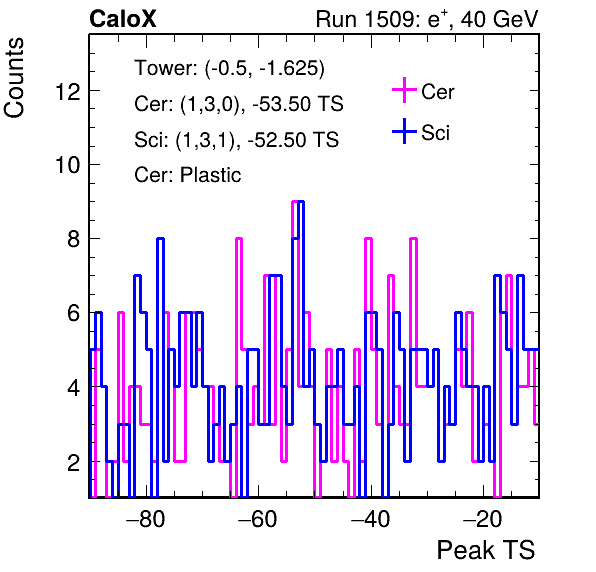 CaloX Run 1509: e+, 40 GeV
Counts
Tower: (-0.5, -1.625)
Cer: (1,3,0), -53.50 TS
Sci: (1,3,1), -52.50 TS
Cer: Plastic
Cer
Sci
12
10
8
6
4
2
−80 −60 −40 −20
Peak TS